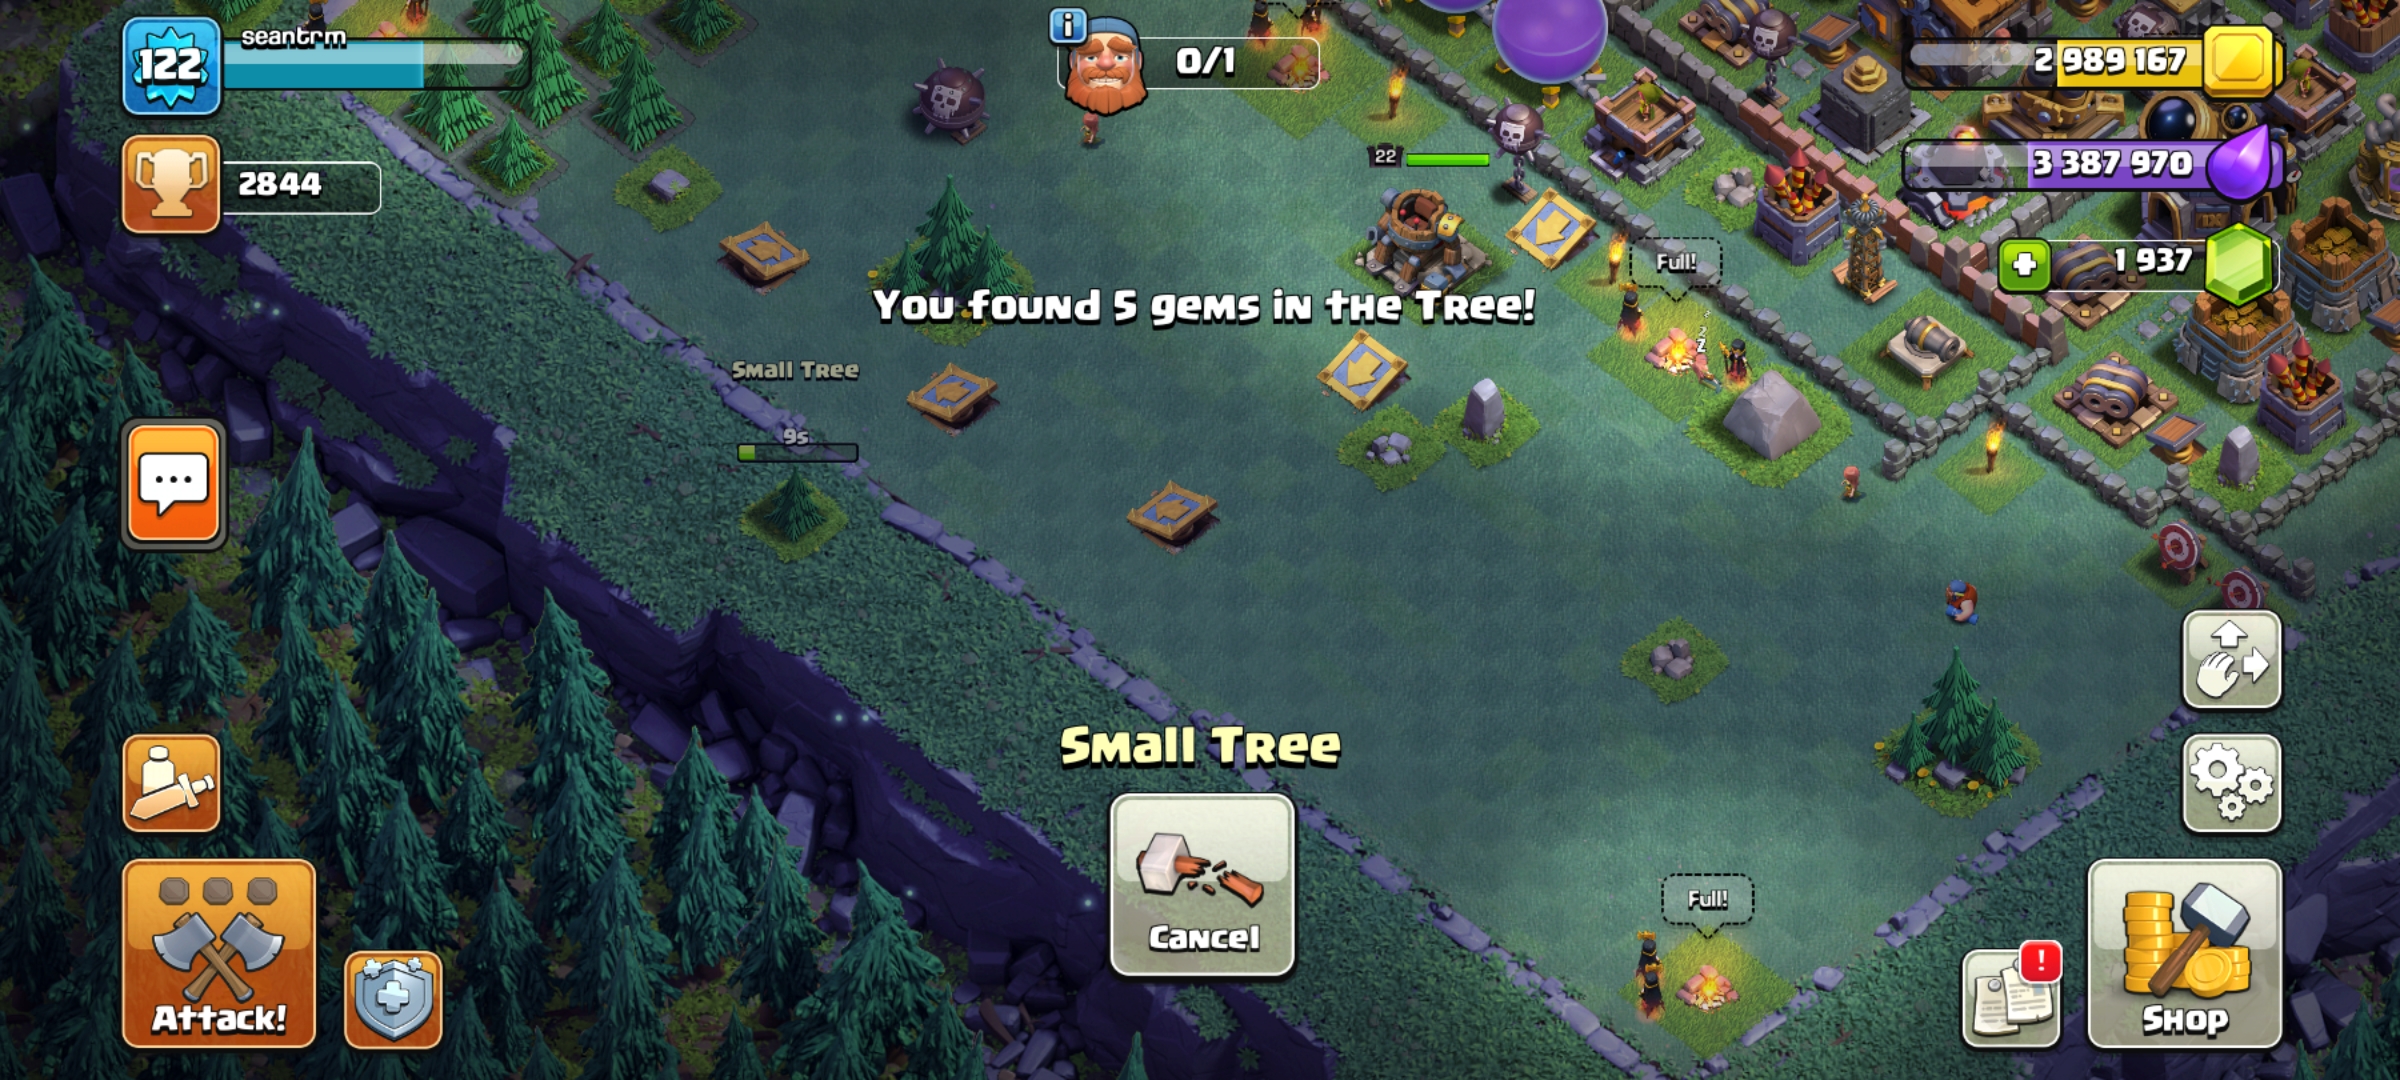 seantrm
122
0/1
2 989 167
2844
22
3 387 970
Full!
1 937
You found 5 gems in the Tree!
Small Tree
9s
Small Tree
Cancel
Full!
Attack!
!
Shop